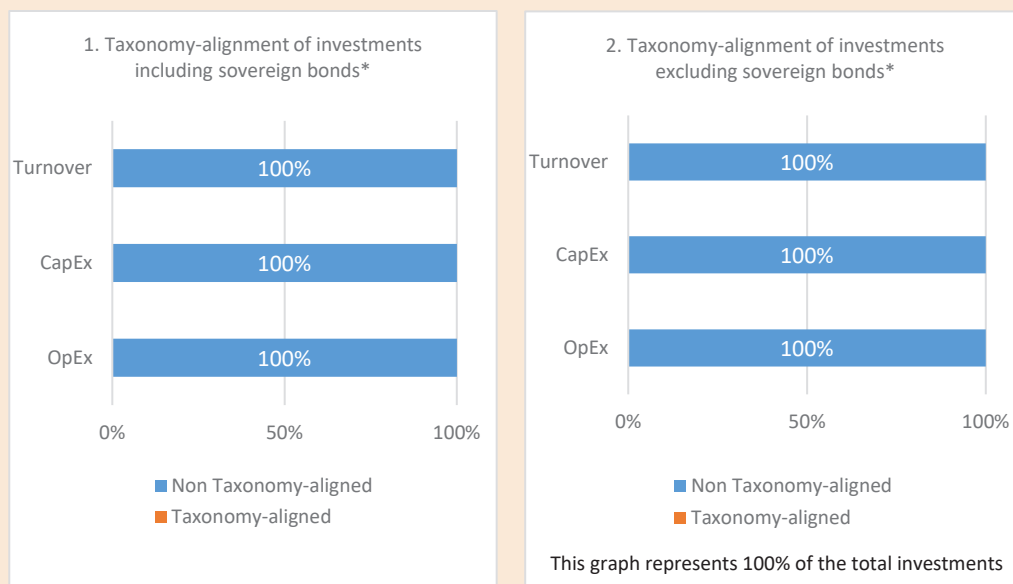 1. Taxonomy-alignment of investments
including sovereign bonds*
Turnover
100%
CapEx
100%
OpEx
100%
0%
50%
100%
Non Taxonomy-aligned
Taxonomy-aligned
2. Taxonomy-alignment of investments
excluding sovereign bonds*
Turnover
100%
CapEx
100%
OpEx
100%
0%
50%
100%
Non Taxonomy-aligned
Taxonomy-aligned
This graph represents 100% of the total investments